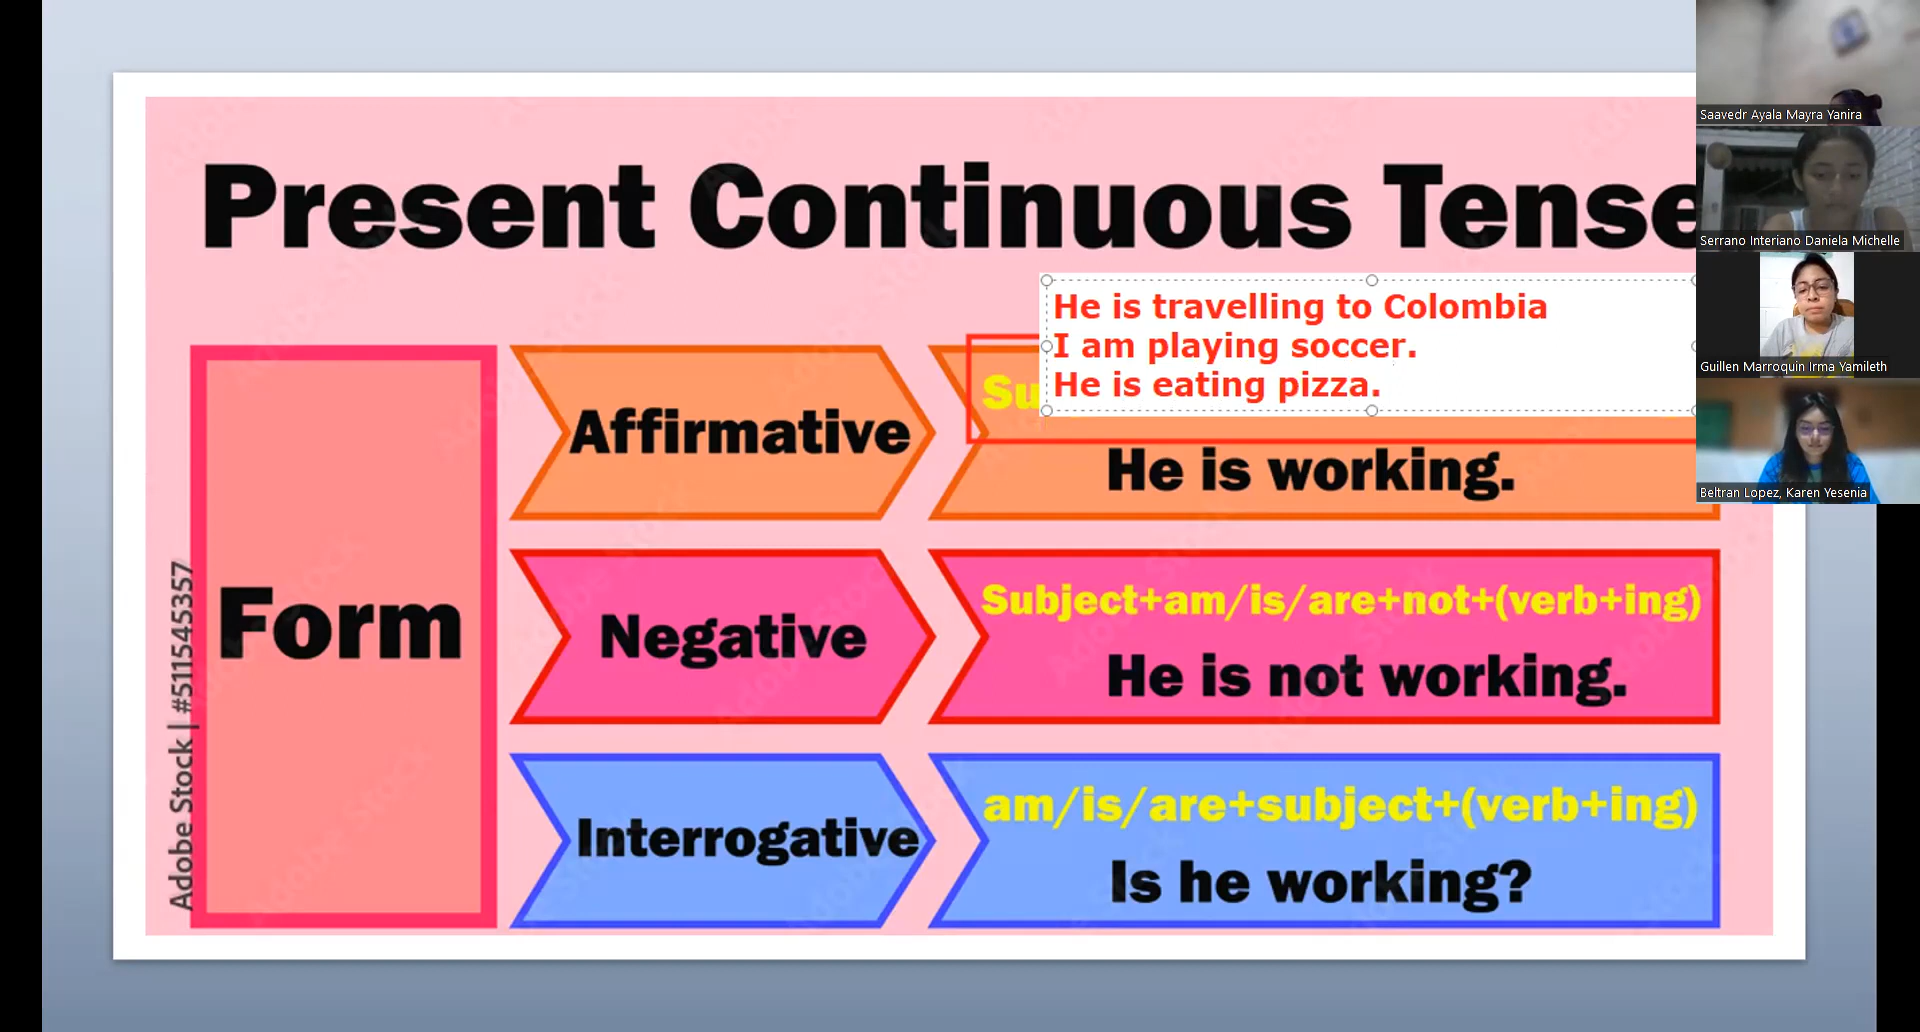 Present Continuous Tense
He is travelling to Colombia
I am playing soccer.
He is eating pizza.
Form
Affirmative
He is working.
Negative
Subject+am/is/are+not+(verb+ing)
He is not working.
Interrogative
am/is/are+subject+(verb+ing)
Is he working?
Adobe Stock | #511545357
Saavedr Ayala Mayra Yanira
Serrano Interiano Daniela Michelle
Guillen Marroquin Irma Yamileth
Beltran Lopez, Karen Yesenia